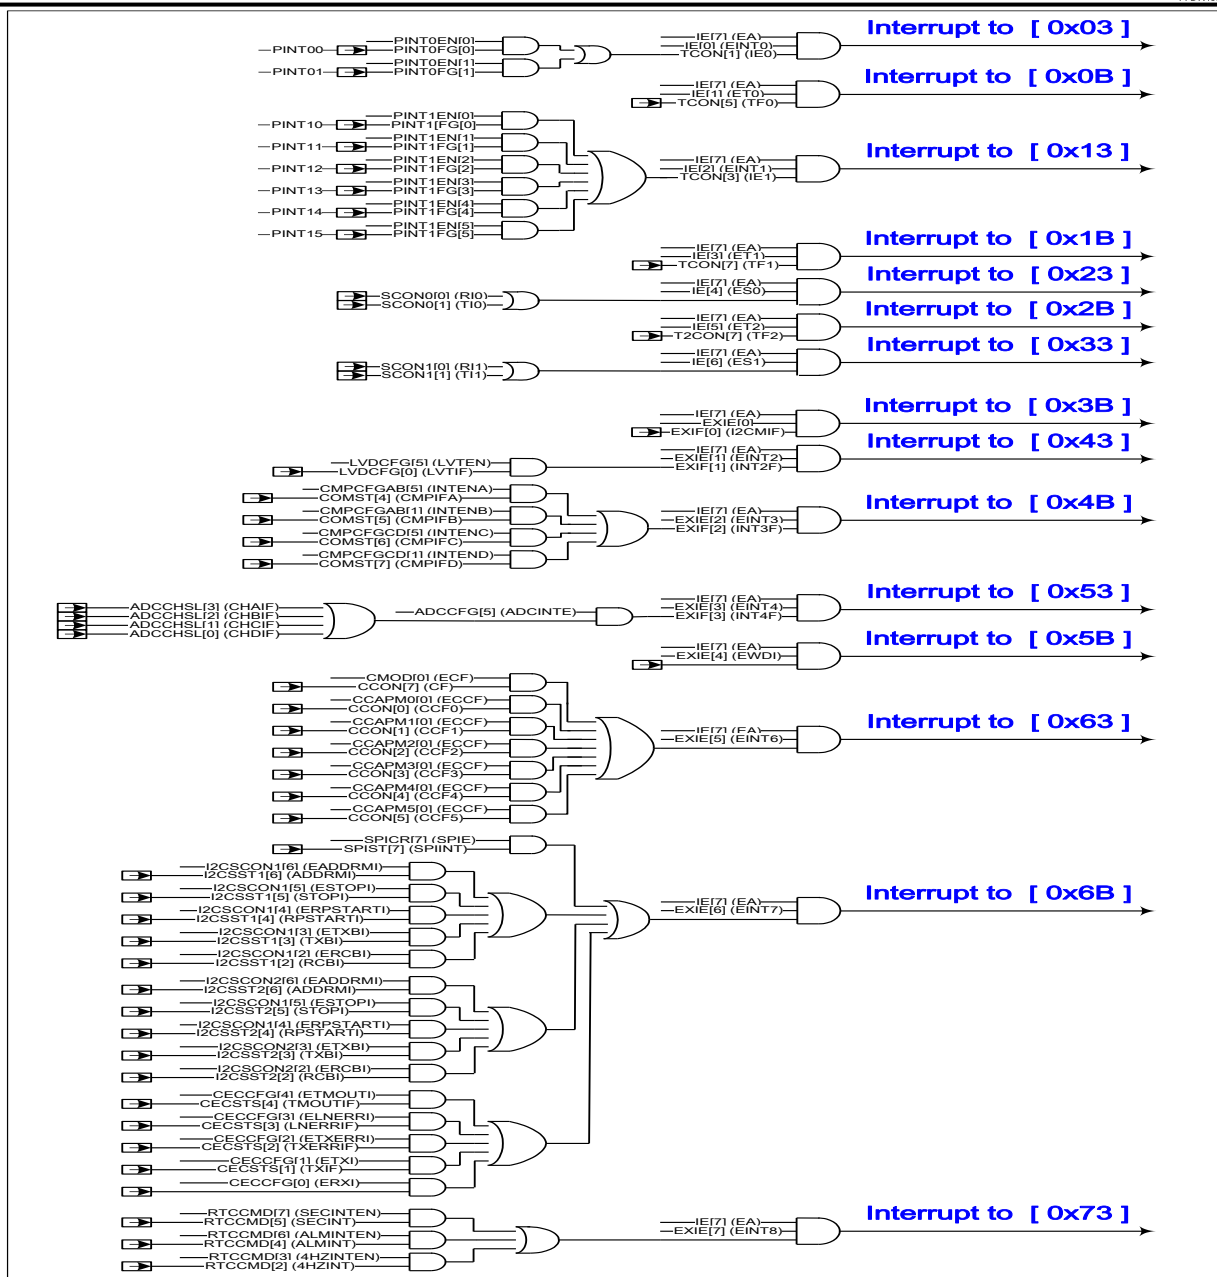 Interrupt to [ 0x03 ]
PINT0EN[0]
PINT00
PINT0FG[0]
PINT0EN[1]
PINT01
PINT0FG[1]
IE[7] (EA)
IE[0] (EINT0)
TCON[1] (IE0)
Interrupt to [ 0x0B ]
IE[7] (EA)
IE[1] (ET0)
TCON[5] (TF0)
PINT1EN[0]
PINT10
PINT1[FG[0]
PINT1EN[1]
PINT11
PINT1FG[1]
PINT1EN[2]
PINT12
PINT1FG[2]
PINT1EN[3]
PINT13
PINT1FG[3]
PINT1EN[4]
PINT14
PINT1FG[4]
PINT1EN[5]
PINT15
PINT1FG[5]
Interrupt to [ 0x13 ]
IE[7] (EA)
IE[2] (EINT1)
TCON[3] (IE1)
Interrupt to [ 0x1B ]
IE[7] (EA)
IE[3] (ET1)
TCON[7] (TF1)
Interrupt to [ 0x23 ]
SCON0[0] (RI0)
SCON0[1] (TI0)
IE[7] (EA)
IE[4] (ES0)
Interrupt to [ 0x2B ]
IE[7] (EA)
IE[5] (ET2)
T2CON[7] (TF2)
Interrupt to [ 0x33 ]
SCON1[0] (RI1)
SCON1[1] (TI1)
IE[7] (EA)
IE[6] (ES1)
Interrupt to [ 0x3B ]
IE[7] (EA)
EXIE[0]
EXIF[0] (I2CMIF)
Interrupt to [ 0x43 ]
LVDCFG[5] (LVTEN)
LVDCFG[0] (LVTIF)
IE[7] (EA)
EXIE[1] (EINT2)
EXIF[1] (INT2F)
Interrupt to [ 0x4B ]
CMPCFGAB[5] (INTENA)
COMST[4] (CMPIFA)
CMPCFGAB[1] (INTENB)
COMST[5] (CMPIFB)
CMPCFGCD[5] (INTENC)
COMST[6] (CMPIFC)
CMPCFGCD[1] (INTEND)
COMST[7] (CMPIFD)
IE[7] (EA)
EXIE[2] (EINT3)
EXIF[2] (INT3F)
Interrupt to [ 0x53 ]
ADCCHSL[3] (CHAIF)
ADCCHSL[2] (CHBIF)
ADCCHSL[1] (CHCIF)
ADCCHSL[0] (CHDIF)
ADCCFG[5] (ADCINTE)
IE[7] (EA)
EXIE[3] (EINT4)
EXIF[3] (INT4F)
Interrupt to [ 0x5B ]
IE[7] (EA)
EXIE[4] (EWDI)
Interrupt to [ 0x63 ]
CMOD[0] (ECF)
CCON[7] (CF)
CCAPM0[0] (ECCF)
CCON[0] (CCF0)
CCAPM1[0] (ECCF)
CCON[1] (CCF1)
CCAPM2[0] (ECCF)
CCON[2] (CCF2)
CCAPM3[0] (ECCF)
CCON[3] (CCF3)
CCAPM4[0] (ECCF)
CCON[4] (CCF4)
CCAPM5[0] (ECCF)
CCON[5] (CCF5)
IE[7] (EA)
EXIE[5] (EINT6)
Interrupt to [ 0x6B ]
SPICR[7] (SPIE)
SPIST[7] (SPIINT)
I2CSCON1[6] (EADDRMI)
I2CSST1[6] (ADDRMI)
I2CSCON1[5] (ESTOPI)
I2CSST1[5] (STOPI)
I2CSCON1[4] (ERPSTARTI)
I2CSST1[4] (RPSTARTI)
I2CSCON1[3] (ETXBI)
I2CSST1[3] (TXBI)
I2CSCON1[2] (ERCBI)
I2CSST1[2] (RCBI)
IE[7] (EA)
EXIE[6] (EINT7)
I2CSCON2[6] (EADDRMI)
I2CSST2[6] (ADDRMI)
I2CSCON1[5] (ESTOPI)
I2CSST2[5] (STOPI)
I2CSCON1[4] (ERPSTARTI)
I2CSST2[4] (RPSTARTI)
I2CSCON2[3] (ETXBI)
I2CSST2[3] (TXBI)
I2CSCON2[2] (ERCBI)
I2CSST2[2] (RCBI)
CECCFG[4] (ETMOUTI)
CECSTS[4] (TMOUTIF)
CECCFG[3] (ELNERRI)
CECSTS[3] (LNERRIF)
CECCFG[2] (ETXERRI)
CECSTS[2] (TXERRIF)
CECCFG[1] (ETXI)
CECSTS[1] (TXIF)
CECCFG[0] (ERXI)
Interrupt to [ 0x73 ]
RTCCMD[7] (SECINTEN)
RTCCMD[5] (SECINT)
RTCCMD[6] (ALMINTEN)
RTCCMD[4] (ALMINT)
RTCCMD[3] (4HZINTEN)
RTCCMD[2] (4HZINT)
IE[7] (EA)
EXIE[7] (EINT8)